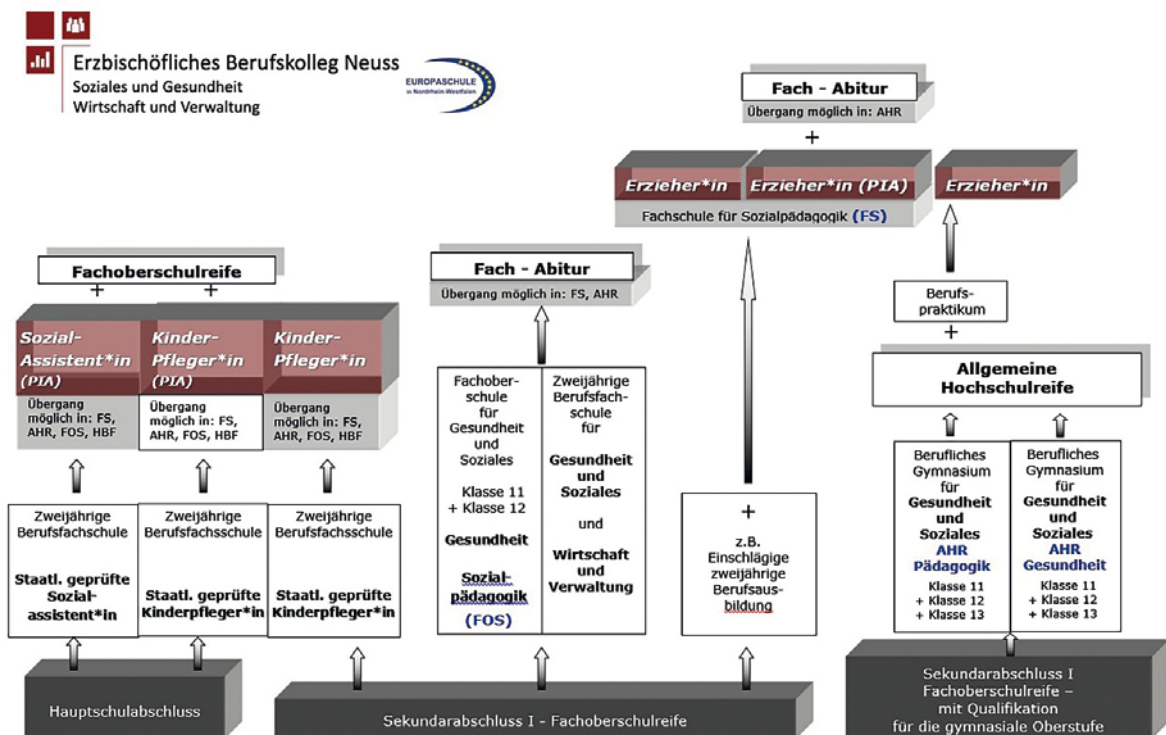 Erzbischöfliches Berufskolleg Neuss
Soziales und Gesundheit
Wirtschaft und Verwaltung
EUROPASCHULE
in Nordrhein-Westfalen
Fach - Abitur
Übergang möglich in: AHR
+
Erzieher*in
Erzieher*in (PIA)
Erzieher*in
Fachschule für Sozialpädagogik (FS)
Fachoberschulreife
+
+
Sozial-
Assistent*in
(PIA)
Übergang
möglich in: FS,
AHR, FOS, HBF
Kinder-
Pfleger*in
(PIA)
Übergang
möglich in: FS,
AHR, FOS, HBF
Kinder-
Pfleger*in
Übergang
möglich in: FS,
AHR, FOS, HBF
Zweijährige
Berufsfachschule
Staatl. geprüfte
Sozial-
assistent*in
Zweijährige
Berufsfachsschule
Staatl. geprüfte
Kinderpfleger*in
Zweijährige
Berufsfachsschule
Staatl. geprüfte
Kinderpfleger*in
Hauptschulabschluss
Fach - Abitur
Übergang möglich in: FS, AHR
Fachober-
schule
für
Gesundheit
und
Soziales
Klasse 11
+ Klasse 12
Gesundheit
Sozial-
pädagogik
(FOS)
Zweijährige
Berufsfach-
schule
für
Gesundheit
und
Soziales
und
Wirtschaft
und
Verwaltung
+
z.B.
Einschlägige
zweijährige
Berufsaus-
bildung
Sekundarabschluss I - Fachoberschulreife
Berufs-
praktikum
+
Allgemeine
Hochschulreife
Berufliches
Gymnasium
für
Gesundheit
und
Soziales
AHR
Pädagogik
Klasse 11
+ Klasse 12
+ Klasse 13
Berufliches
Gymnasium
für
Gesundheit
und
Soziales
AHR
Gesundheit
Klasse 11
+ Klasse 12
+ Klasse 13
Sekundarabschluss I
Fachoberschulreife –
mit Qualifikation
für die gymnasiale Oberstufe